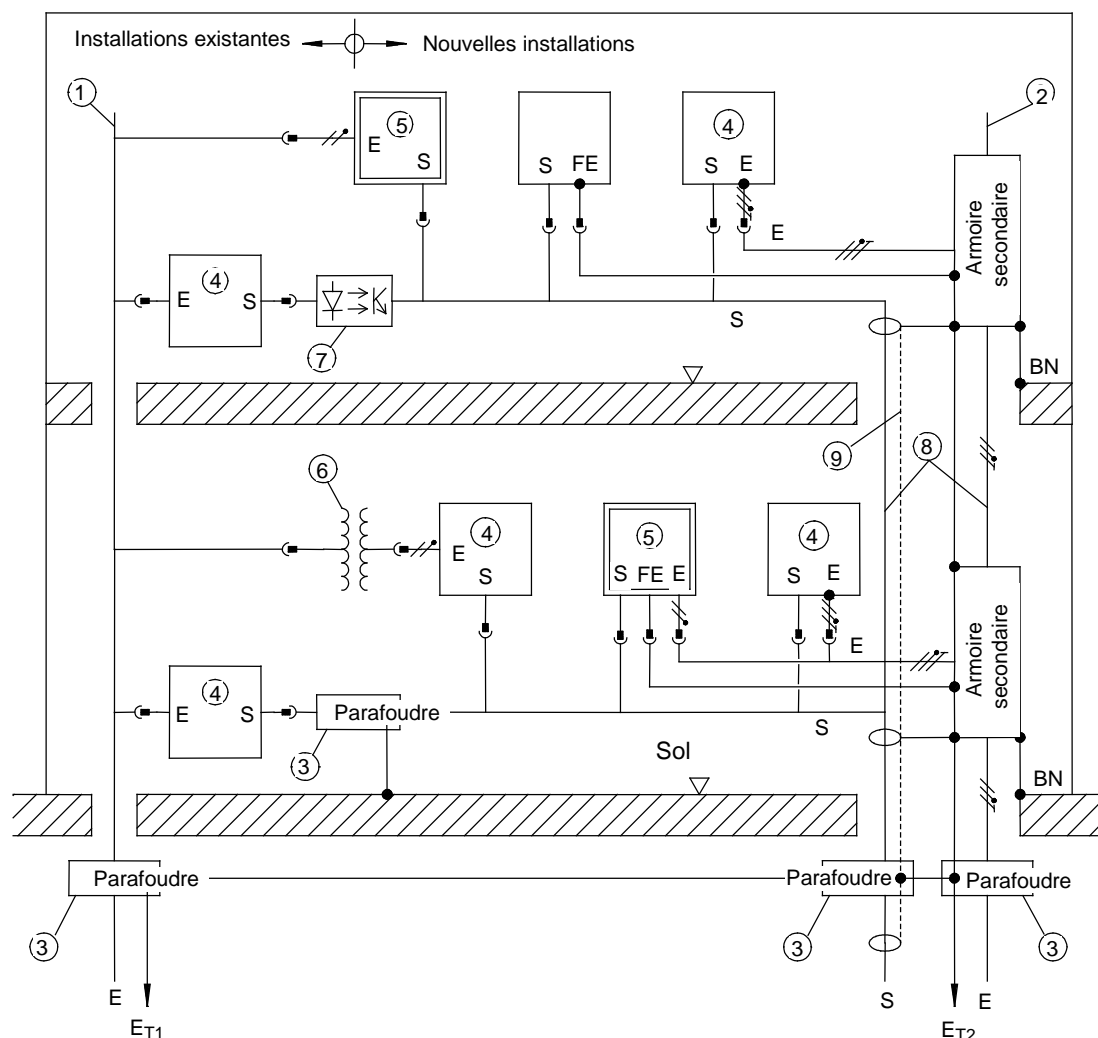 Installations existantes
Nouvelles installations
1
2
5
E
S
S
FE
4
S
E
E
Armoire
secondaire
4
E
S
7
S
BN
9
8
6
4
E
S
5
S
FE
E
4
S
E
E
Armoire
secondaire
4
E
S
Parafoudre
3
S
Sol
BN
Parafoudre
Parafoudre
Parafoudre
3
3
3
E
ET1
S
ET2
E